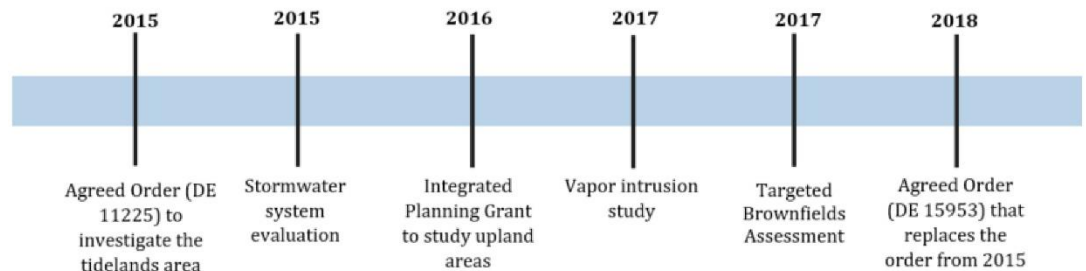 2015
2015
2016
2017
2017
2018
Agreed Order (DE
11225) to
investigate the
tidelands area
Stormwater
system
evaluation
Integrated
Planning Grant
to study upland
areas
Vapor intrusion
study
Targeted
Brownfields
Assessment
Agreed Order
(DE 15953) that
replaces the
order from 2015